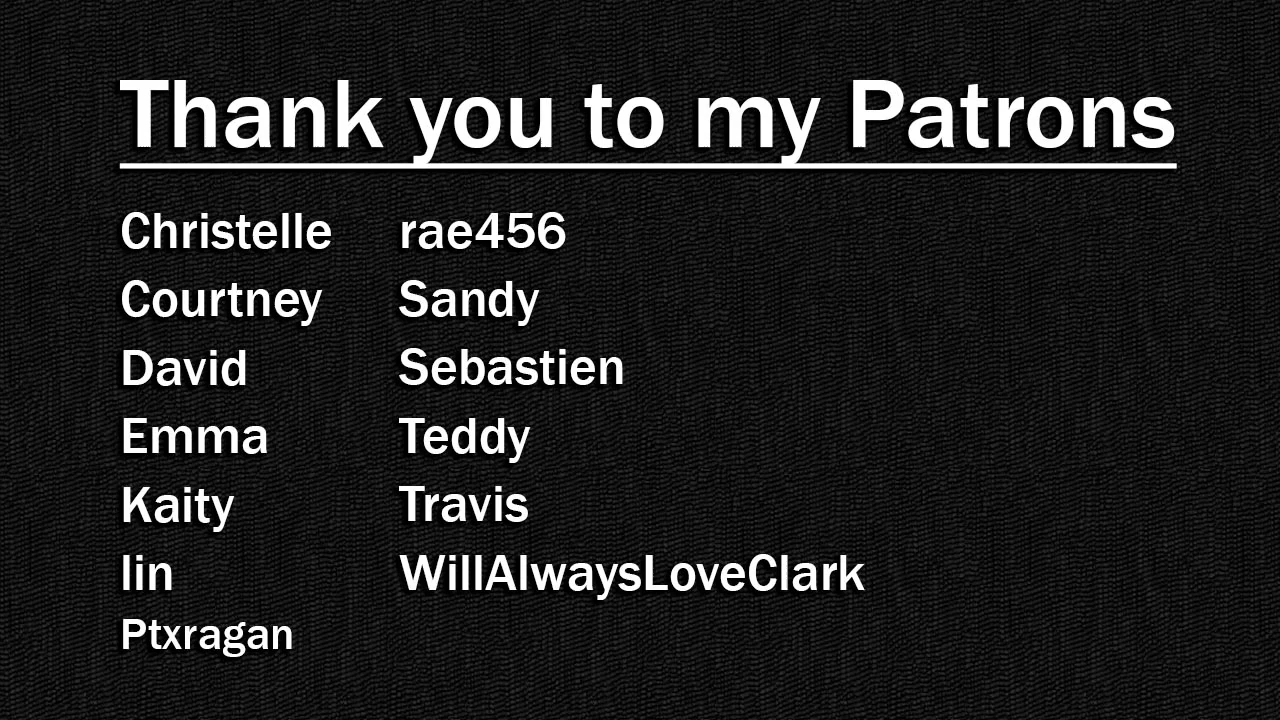 Thank you to my Patrons
Christelle
Courtney
David
Emma
Kaity
lin
Ptxragan
rae456
Sandy
Sebastien
Teddy
Travis
WillAlwaysLoveClark